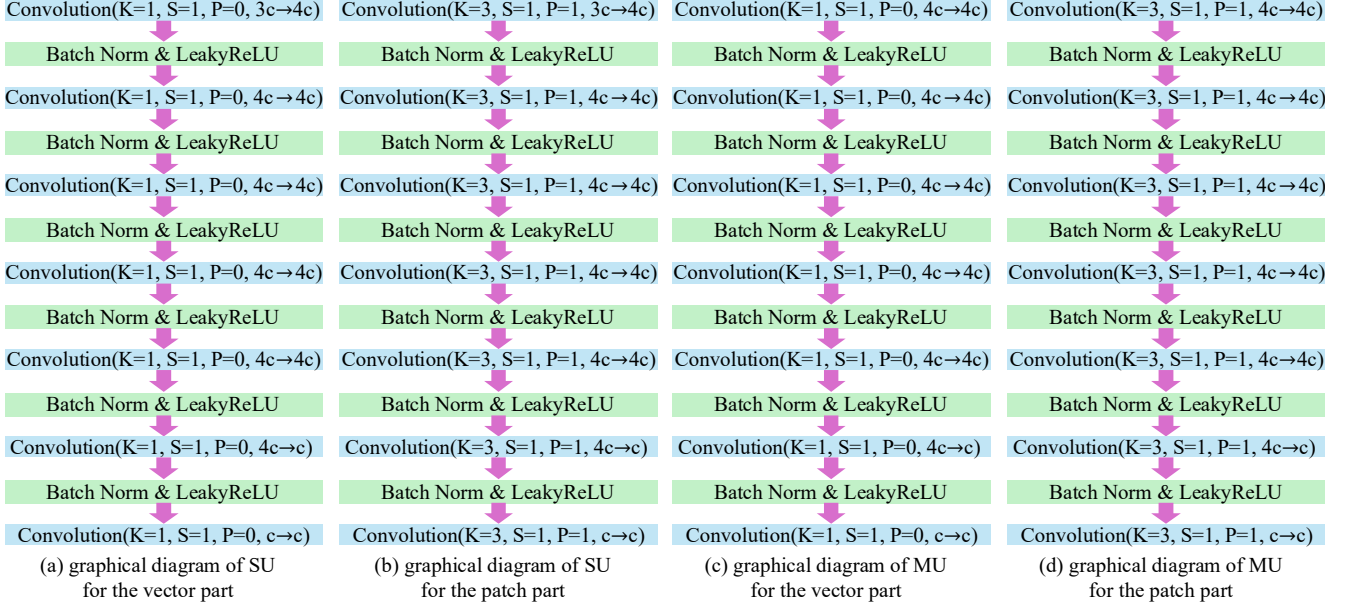 Convolution(K=1, S=1, P=0, 3c→4c)
Batch Norm & LeakyReLU
Convolution(K=1, S=1, P=0, 4c→4c)
Batch Norm & LeakyReLU
Convolution(K=1, S=1, P=0, 4c→4c)
Batch Norm & LeakyReLU
Convolution(K=1, S=1, P=0, 4c→4c)
Batch Norm & LeakyReLU
Convolution(K=1, S=1, P=0, 4c→4c)
Batch Norm & LeakyReLU
Convolution(K=1, S=1, P=0, 4c→c)
Batch Norm & LeakyReLU
Convolution(K=1, S=1, P=0, c→c)
(a) graphical diagram of SU
for the vector part
Convolution(K=3, S=1, P=1, 3c→4c)
Batch Norm & LeakyReLU
Convolution(K=3, S=1, P=1, 4c→4c)
Batch Norm & LeakyReLU
Convolution(K=3, S=1, P=1, 4c→4c)
Batch Norm & LeakyReLU
Convolution(K=3, S=1, P=1, 4c→4c)
Batch Norm & LeakyReLU
Convolution(K=3, S=1, P=1, 4c→4c)
Batch Norm & LeakyReLU
Convolution(K=3, S=1, P=1, 4c→c)
Batch Norm & LeakyReLU
Convolution(K=3, S=1, P=1, c→c)
(b) graphical diagram of SU
for the patch part
Convolution(K=1, S=1, P=0, 4c→4c)
Batch Norm & LeakyReLU
Convolution(K=1, S=1, P=0, 4c→4c)
Batch Norm & LeakyReLU
Convolution(K=1, S=1, P=0, 4c→4c)
Batch Norm & LeakyReLU
Convolution(K=1, S=1, P=0, 4c→4c)
Batch Norm & LeakyReLU
Convolution(K=1, S=1, P=0, 4c→4c)
Batch Norm & LeakyReLU
Convolution(K=1, S=1, P=0, 4c→c)
Batch Norm & LeakyReLU
Convolution(K=1, S=1, P=0, c→c)
(c) graphical diagram of MU
for the vector part
Convolution(K=3, S=1, P=1, 4c→4c)
Batch Norm & LeakyReLU
Convolution(K=3, S=1, P=1, 4c→4c)
Batch Norm & LeakyReLU
Convolution(K=3, S=1, P=1, 4c→4c)
Batch Norm & LeakyReLU
Convolution(K=3, S=1, P=1, 4c→4c)
Batch Norm & LeakyReLU
Convolution(K=3, S=1, P=1, 4c→4c)
Batch Norm & LeakyReLU
Convolution(K=3, S=1, P=1, 4c→c)
Batch Norm & LeakyReLU
Convolution(K=3, S=1, P=1, c→c)
(d) graphical diagram of MU
for the patch part